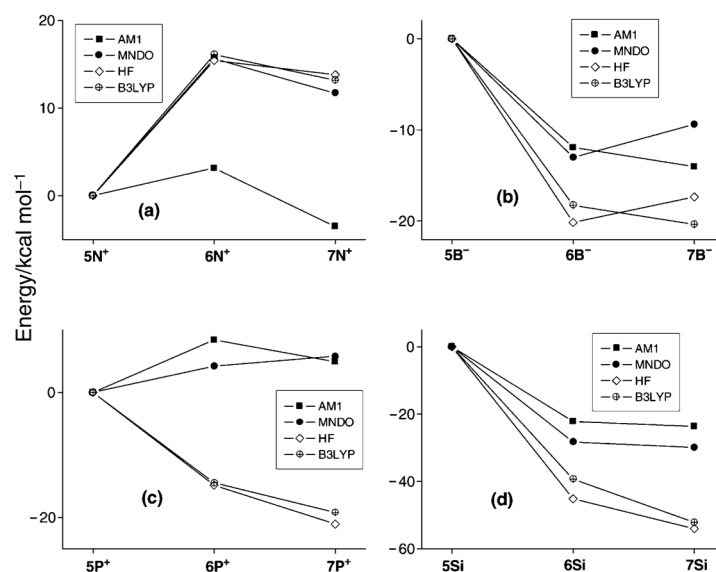 Energy/kcal mol⁻¹
20
10
0
AM1
MNDO
HF
B3LYP
(a)
5N⁺ 6N⁺ 7N⁺
0
−10
−20
AM1
MNDO
HF
B3LYP
(b)
5B⁻ 6B⁻ 7B⁻
0
−20
AM1
MNDO
HF
B3LYP
(c)
5P⁺ 6P⁺ 7P⁺
0
−20
−40
−60
AM1
MNDO
HF
B3LYP
(d)
5Si 6Si 7Si